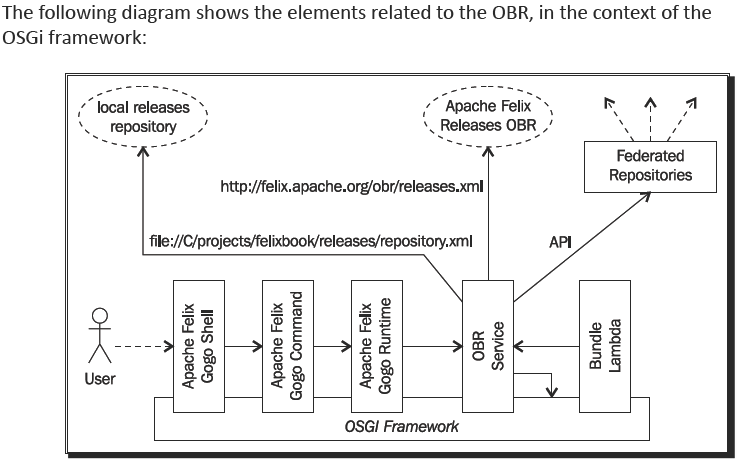 The following diagram shows the elements related to the OBR, in the context of the
OSGi framework:
local releases
repository
Apache Felix
Releases OBR
Federated
Repositories
http://felix.apache.org/obr/releases.xml
file://C/projects/felixbook/releases/repository.xml
API
User
Apache Felix
Gogo Shell
Apache Felix
Gogo Command
Apache Felix
Gogo Runtime
OBR
Service
Bundle
Lambda
OSGI Framework